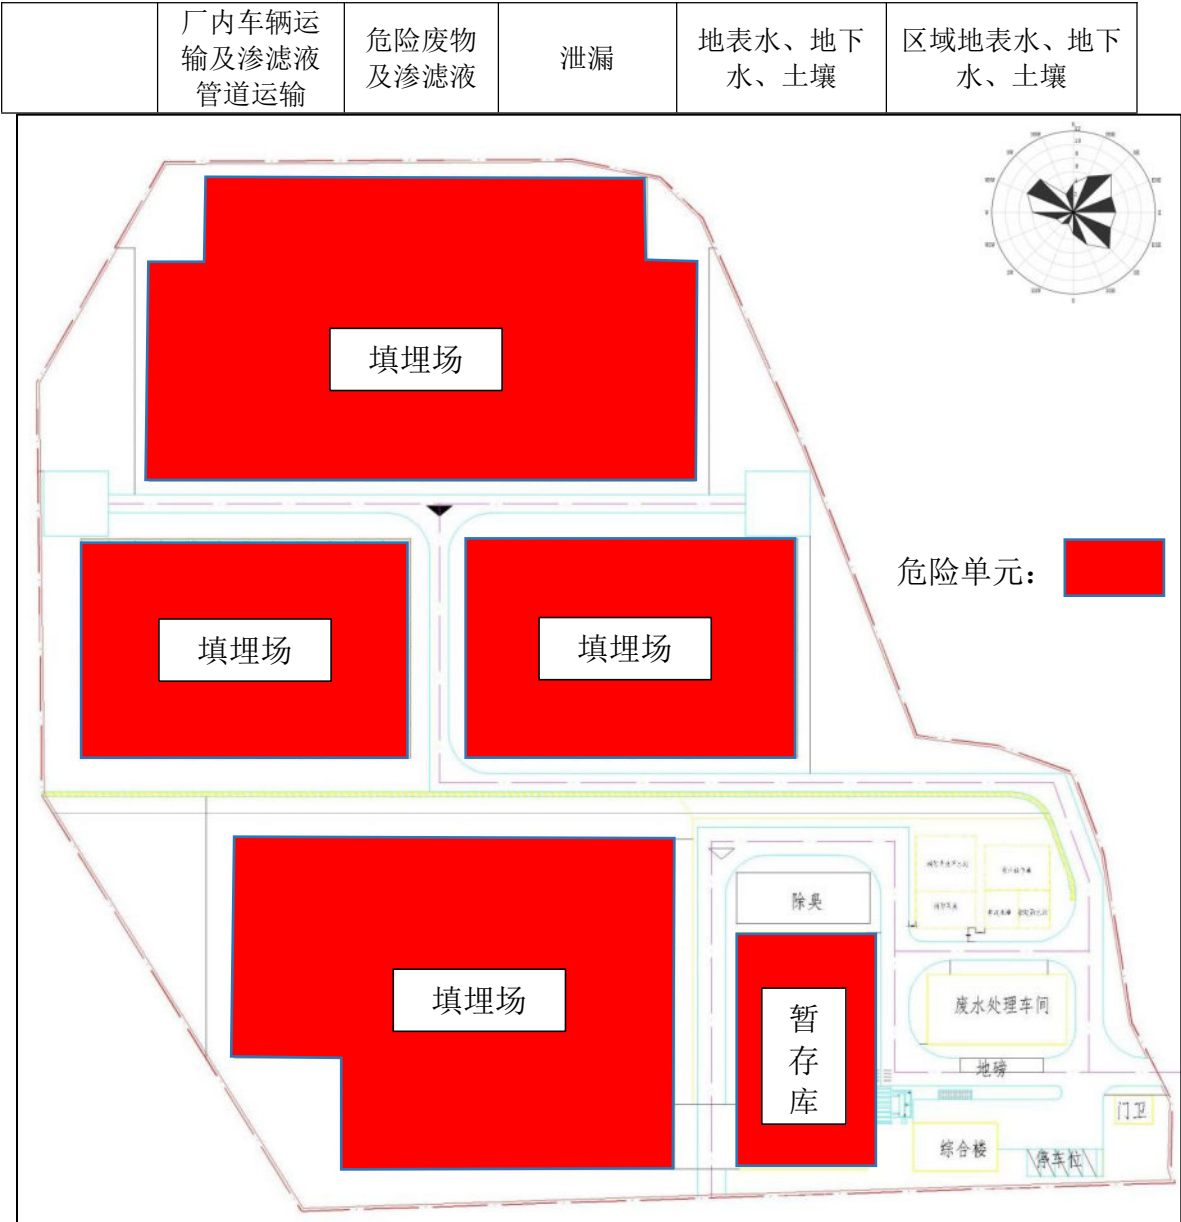 厂内车辆运
输及渗滤液
管道运输
危险废物
及渗滤液
泄漏
地表水、地下
水、土壤
区域地表水、地下
水、土壤
填埋场
危险单元：
填埋场
填埋场
除臭
填埋场
暂存库
废水处理车间
地磅
门卫
综合楼
停车位